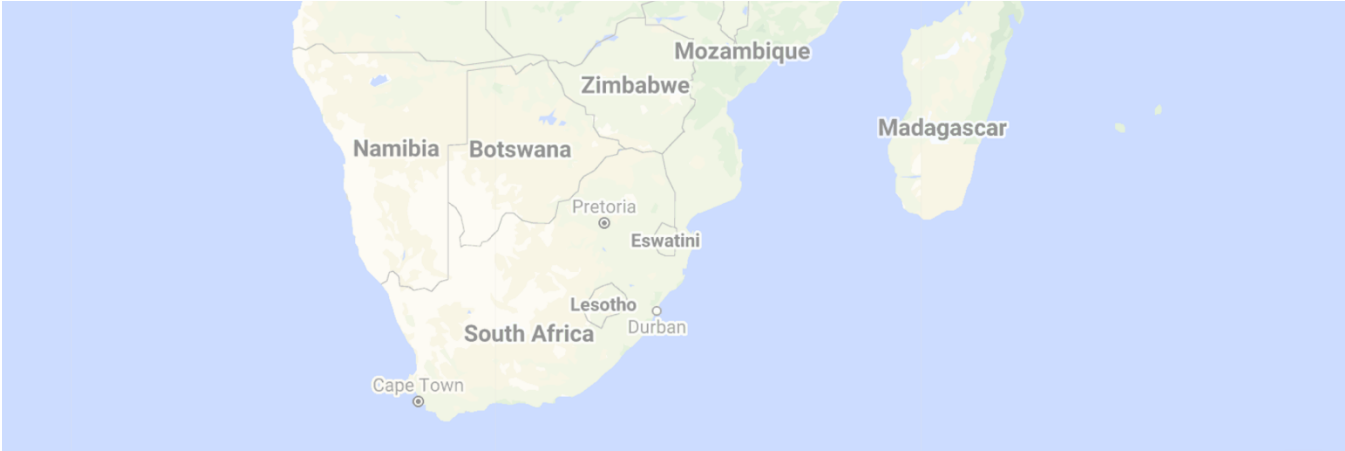 Mozambique
Zimbabwe
Madagascar
Namibia
Botswana
Pretoria
Eswatini
Lesotho
Durban
South Africa
Cape Town